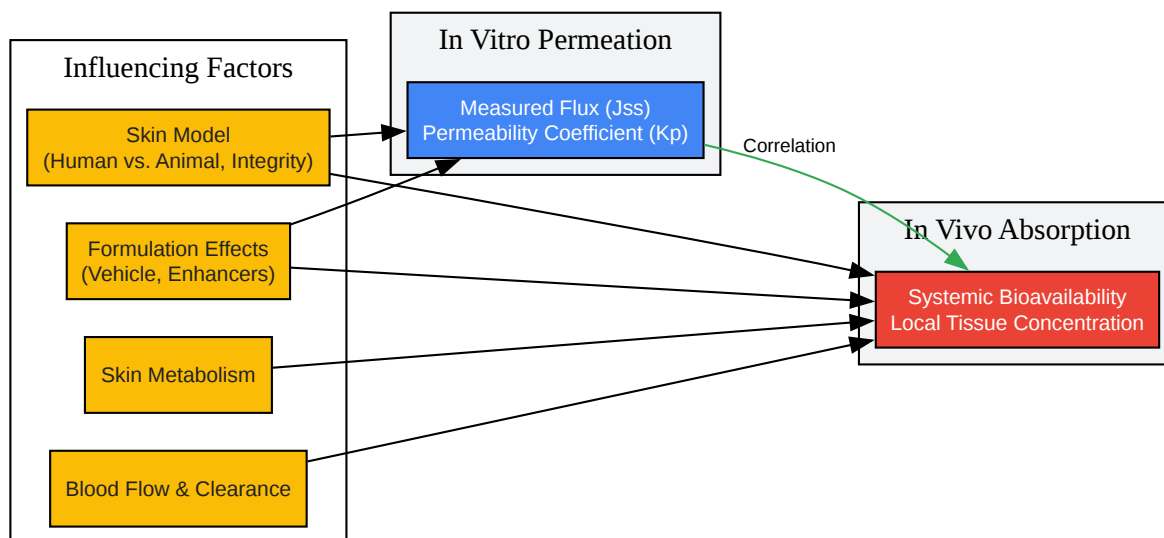 Influencing Factors
Skin Model
(Human vs. Animal, Integrity)
Formulation Effects
(Vehicle, Enhancers)
Skin Metabolism
Blood Flow & Clearance
In Vitro Permeation
Measured Flux (Jss)
Permeability Coefficient (Kp)
Correlation
In Vivo Absorption
Systemic Bioavailability
Local Tissue Concentration